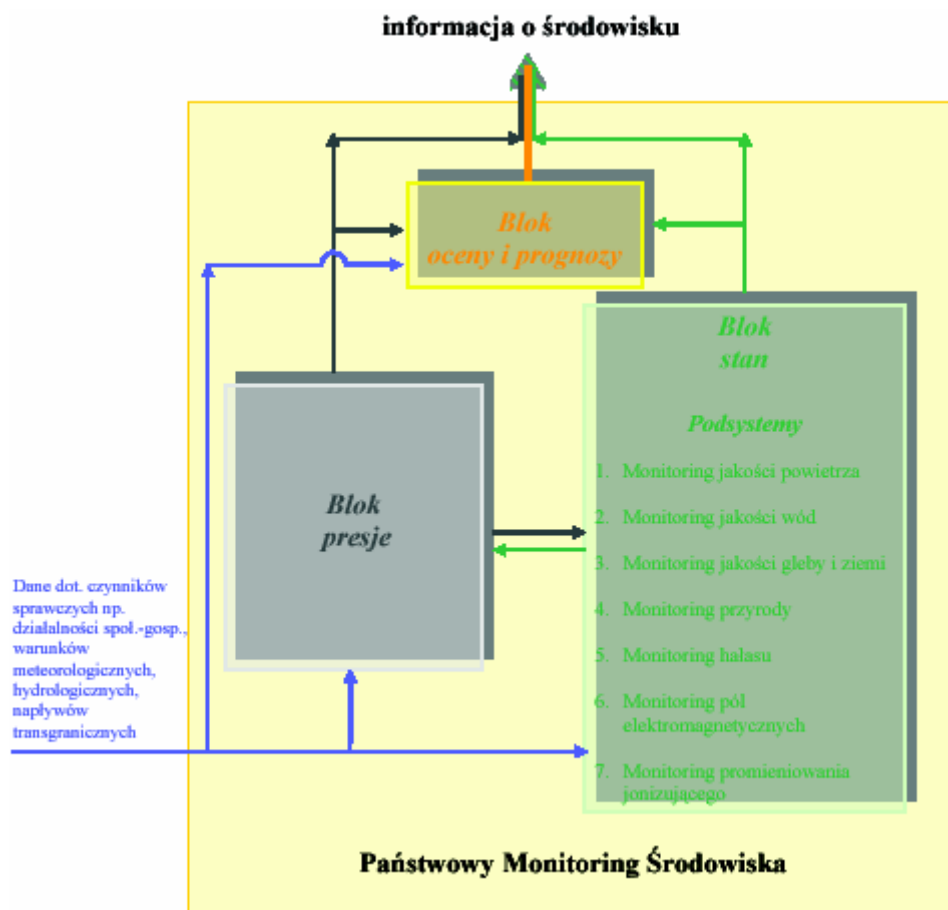 informacja o środowisku
Blok
oceny i prognozy
Blok
stan
Podsystemy
1. Monitoring jakości powietrza
2. Monitoring jakości wód
3. Monitoring jakości gleby i ziemi
4. Monitoring przyrody
5. Monitoring hałasu
6. Monitoring pól
elektromagnetycznych
7. Monitoring promieniowania
jonizującego
Blok
presje
Dane dot. czynników
sprawczych np.
działalności społ.-gosp.,
warunków
meteorologicznych,
hydrologicznych,
napływów
transgranicznych
Państwowy Monitoring Środowiska